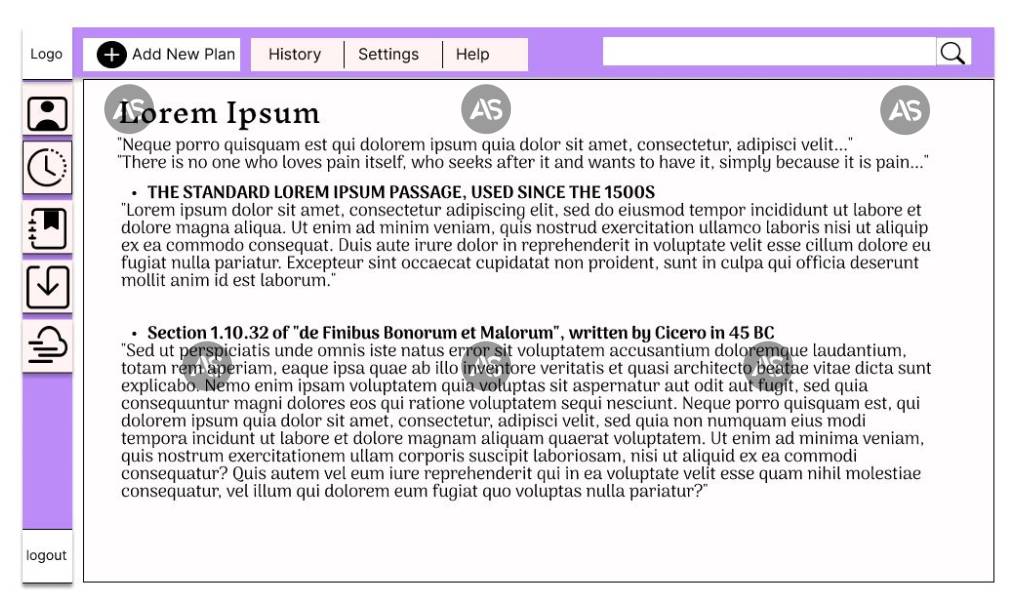 Logo
Add New Plan
History
Settings
Help
AS
AS
AS
Lorem Ipsum
"Neque porro quisquam est qui dolorem ipsum quia dolor sit amet, consectetur, adipisci velit..."
"There is no one who loves pain itself, who seeks after it and wants to have it, simply because it is pain..."
• THE STANDARD LOREM IPSUM PASSAGE, USED SINCE THE 1500S
"Lorem ipsum dolor sit amet, consectetur adipiscing elit, sed do eiusmod tempor incididunt ut labore et
dolore magna aliqua. Ut enim ad minim veniam, quis nostrud exercitation ullamco laboris nisi ut aliquip
ex ea commodo consequat. Duis aute irure dolor in reprehenderit in voluptate velit esse cillum dolore eu
fugiat nulla pariatur. Excepteur sint occaecat cupidatat non proident, sunt in culpa qui officia deserunt
mollit anim id est laborum."
• Section 1.10.32 of "de Finibus Bonorum et Malorum", written by Cicero in 45 BC
"Sed ut perspiciatis unde omnis iste natus error sit voluptatem accusantium doloremque laudantium,
totam rem aperiam, eaque ipsa quae ab illo inventore veritatis et quasi architecto beatae vitae dicta sunt
explicabo. Nemo enim ipsam voluptatem quia voluptas sit aspernatur aut odit aut fugit, sed quia
consequuntur magni dolores eos qui ratione voluptatem sequi nesciunt. Neque porro quisquam est, qui
dolorem ipsum quia dolor sit amet, consectetur, adipisci velit, sed quia non numquam eius modi
tempora incidunt ut labore et dolore magnam aliquam quaerat voluptatem. Ut enim ad minima veniam,
quis nostrum exercitationem ullam corporis suscipit laboriosam, nisi ut aliquid ex ea commodi
consequatur? Quis autem vel eum iure reprehenderit qui in ea voluptate velit esse quam nihil molestiae
consequatur, vel illum qui dolorem eum fugiat quo voluptas nulla pariatur?"
AS
AS
AS
logout